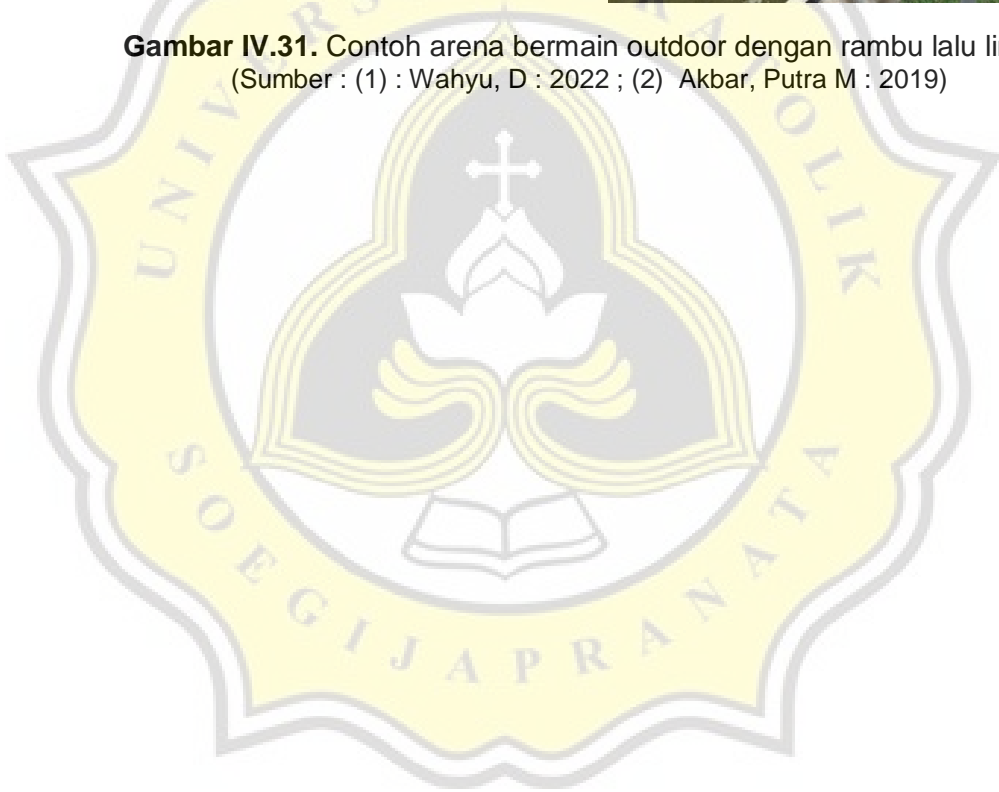 Gambar IV.31. Contoh arena bermain outdoor dengan rambu lalu
(Sumber : (1) : Wahyu, D : 2022 ; (2) Akbar, Putra M : 2019)
SOEGIJAPRANATA